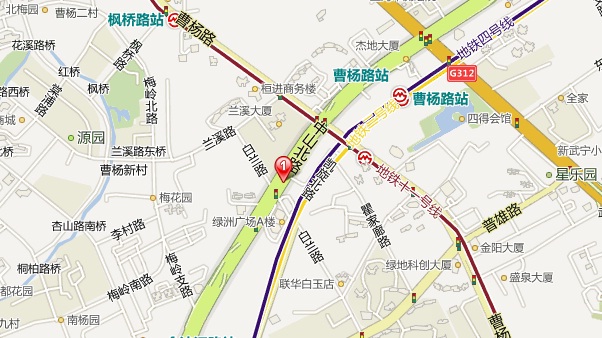 北梅园
曹杨二村
枫桥路站
曹杨路
杰地大厦
地铁四号线
花溪路
枫桥路
红桥
枫桥
梅岭北路
曹杨路站
G312
曹杨路站
桓进商务楼
兰溪大厦
中山北路
全家
四得会馆
源园
兰溪路
兰溪路东桥
曹杨新村
白兰路
1
凯旋北路
地铁十一号线
新武宁小
星乐园
梅花园
杏山路南桥
李村路
绿洲广场A楼
白兰路
瞿家廊路
普雄路
金阳大厦
桐柏路桥
梅岭南路
梅岭支路
绿地科创大厦
盛泉大厦
联华白玉店
都花园
南杨园
九村
曹杨